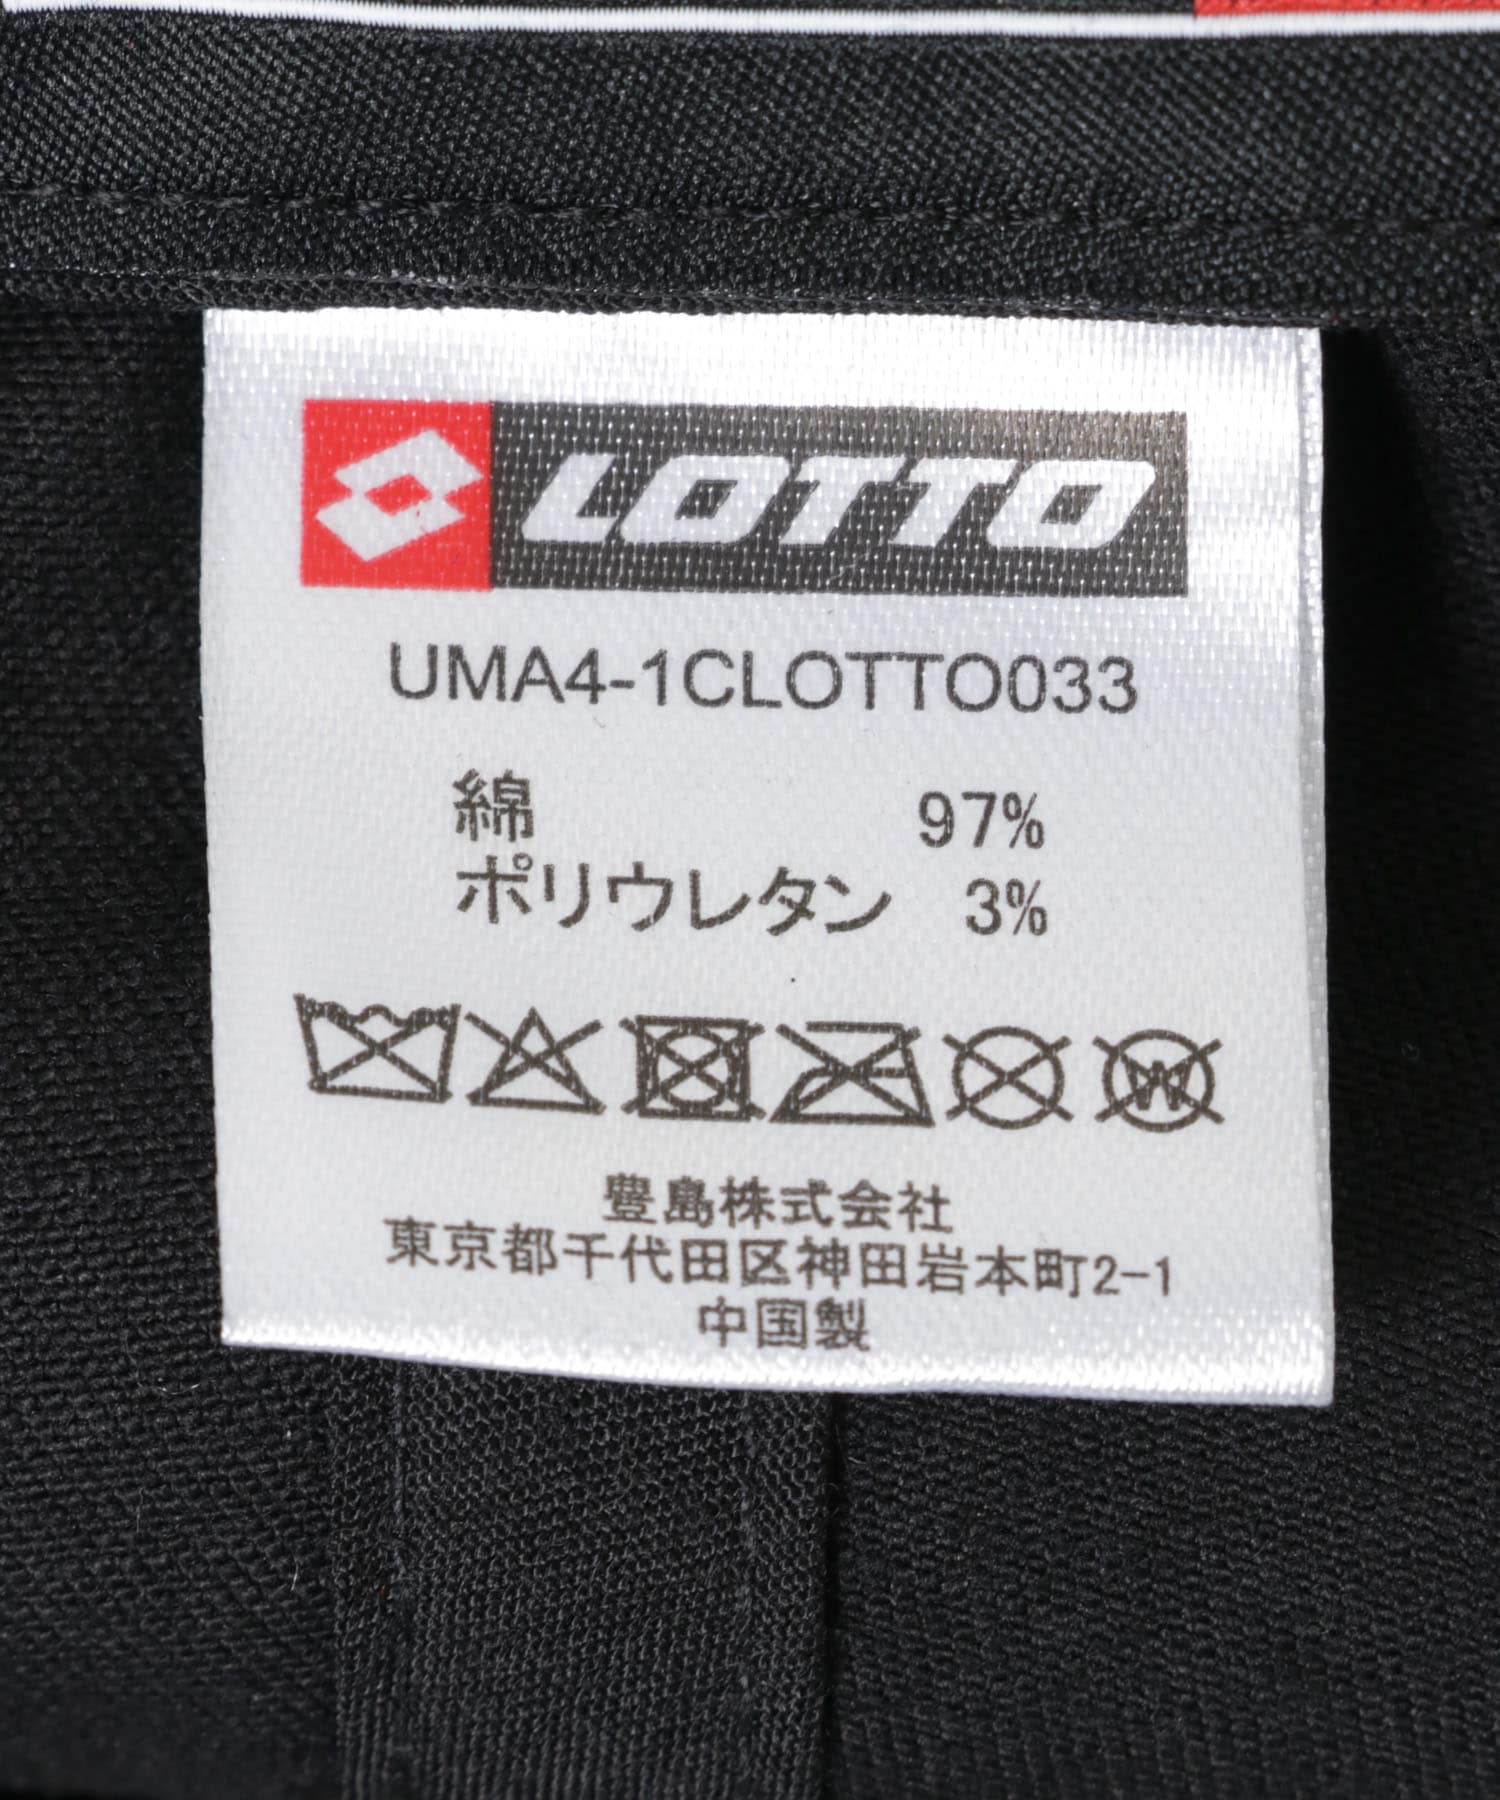 LOTTO
UMA4-1CLOTTO033
綿 97%
ポリウレタン 3%
W
豊島株式会社
東京都千代田区神田岩本町2-1
中国製